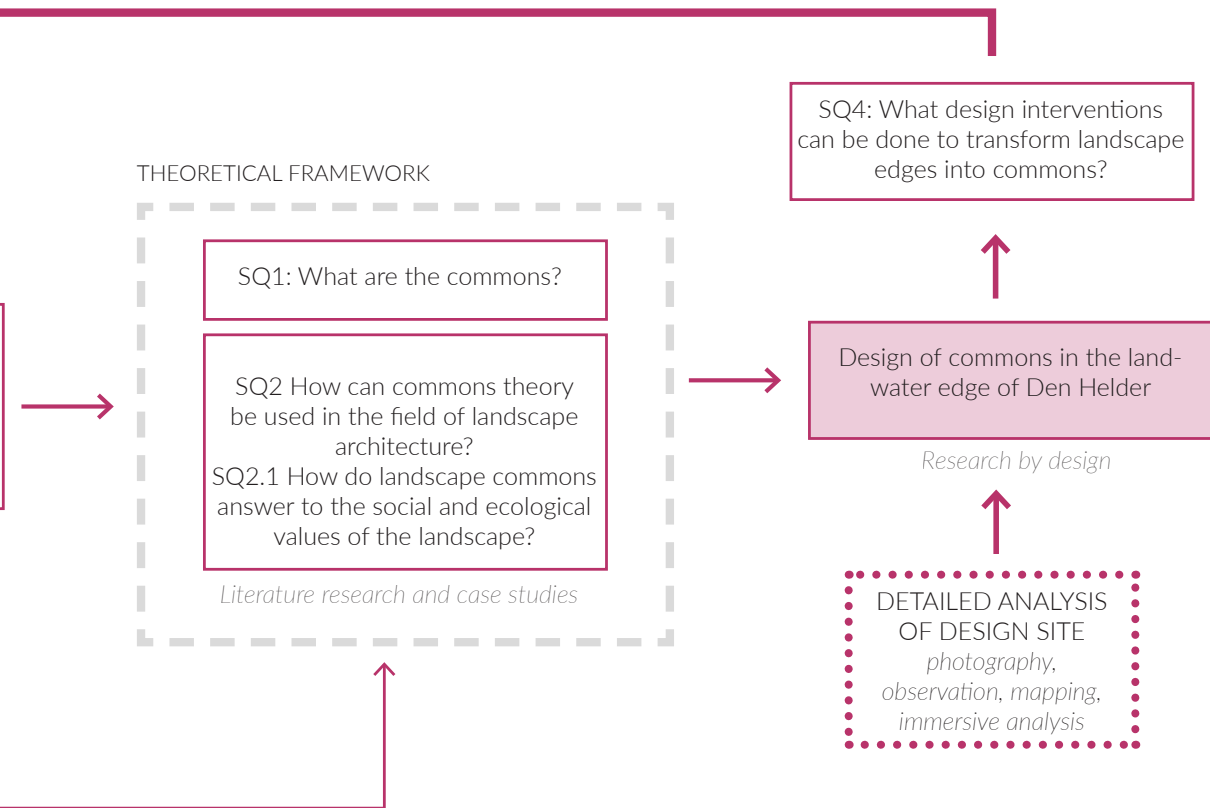 THEORETICAL FRAMEWORK
SQ1: What are the commons?
SQ2 How can commons theory
be used in the field of landscape
architecture?
SQ2.1 How do landscape commons
answer to the social and ecological
values of the landscape?
Literature research and case studies
SQ4: What design interventions
can be done to transform landscape
edges into commons?
Design of commons in the land-
water edge of Den Helder
Research by design
DETAILED ANALYSIS
OF DESIGN SITE
photography,
observation, mapping,
immersive analysis